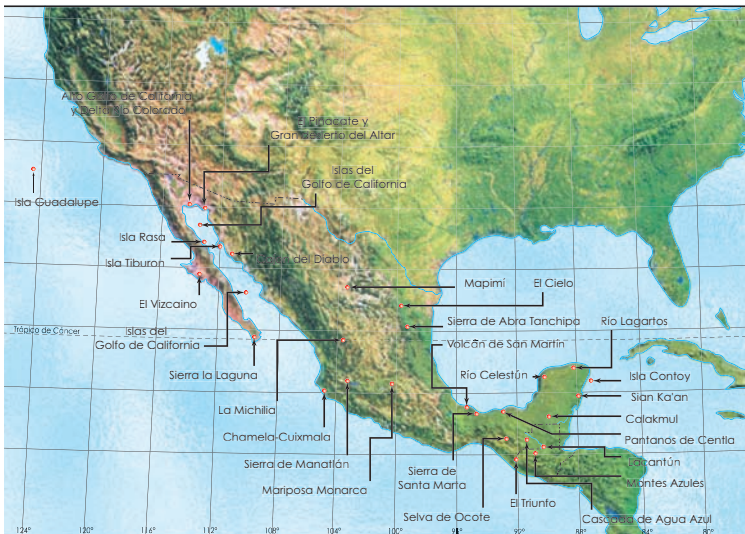 Alto Golfo de California
y Delta Río Colorado
El Pinacate y
Gran desierto del Altar
Islas del
Golfo de California
Isla Guadalupe
Isla Rasa
Isla Tiburon
del Diablo
Mapimí
El Cielo
El Vizcaino
Sierra de Abra Tanchipa
Río Lagartos
Trópico de Cáncer
Islas del
Golfo de California
Volcán de San Martín
Sierra la Laguna
Río Celestún
Isla Contoy
Sian Ka'an
La Michilia
Calakmul
Chamela-Cuixmala
Pantanos de Centla
Sierra de Manatlán
Sierra de
Santa Marta
Lacantún
Mariposa Monarca
Montes Azules
El Triunfo
Selva de Ocote
Cascada de Agua Azul
124° 120° 116° 112° 108° 104° 100° 96° 92° 88° 84° 80°